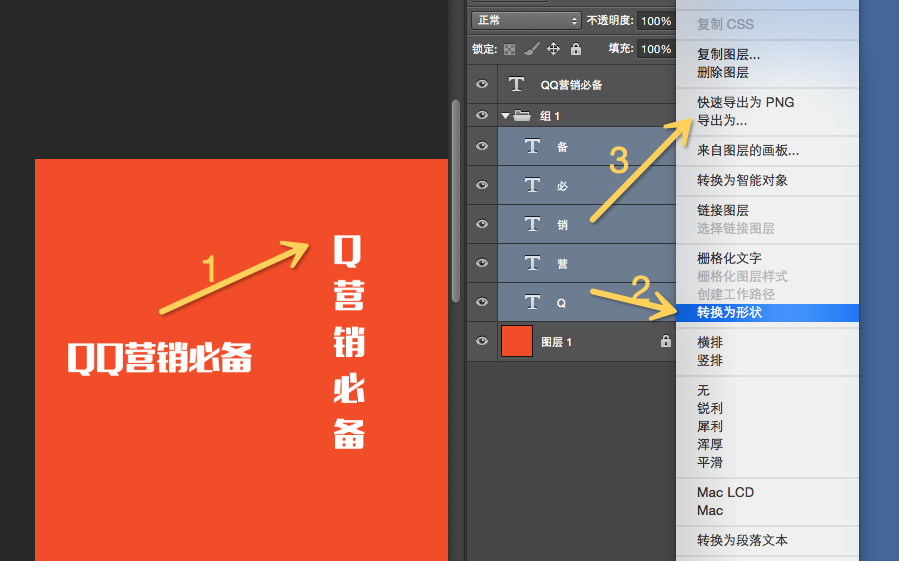 1
QQ营销必备
Q
营
销
必
备
正常
不透明度: 100%
锁定:
填充: 100%
T QQ营销必备
组 1
T 备
T 必
T 销
T 营
T Q
图层 1
3
2
复制 CSS
复制图层...
删除图层
快速导出为 PNG
导出为...
来自图层的画板...
转换为智能对象
链接图层
选择链接图层
栅格化文字
栅格化图层样式
创建工作路径
转换为形状
横排
竖排
无
锐利
犀利
浑厚
平滑
Mac LCD
Mac
转换为段落文本